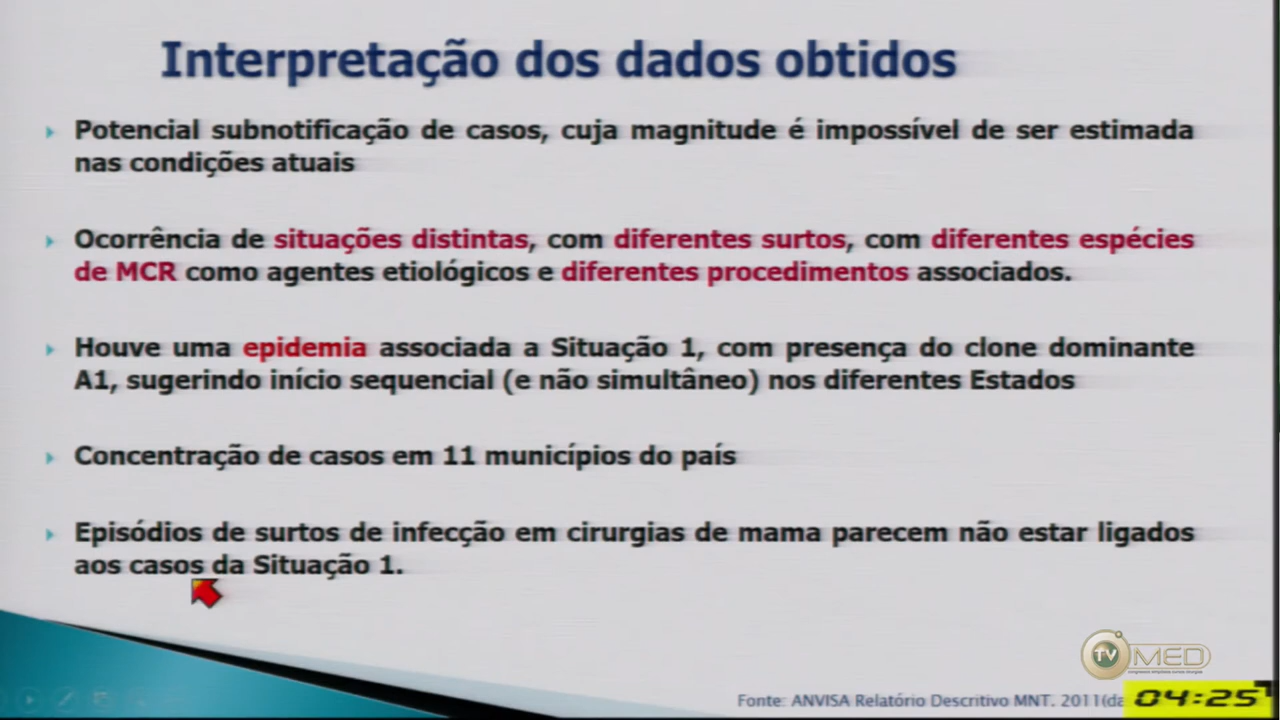 Interpretação dos dados obtidos
Potencial subnotificação de casos, cuja magnitude é impossível de ser estimada
nas condições atuais
Ocorrência de situações distintas, com diferentes surtos, com diferentes espécies
de MCR como agentes etiológicos e diferentes procedimentos associados.
Houve uma epidemia associada a Situação 1, com presença do clone dominante
A1, sugerindo início sequencial (e não simultâneo) nos diferentes Estados
Concentração de casos em 11 municípios do país
Episódios de surtos de infecção em cirurgias de mama parecem não estar ligados
aos casos da Situação 1.
TV MED
Fonte: ANVISA Relatório Descritivo MNT. 2011(da
04:25